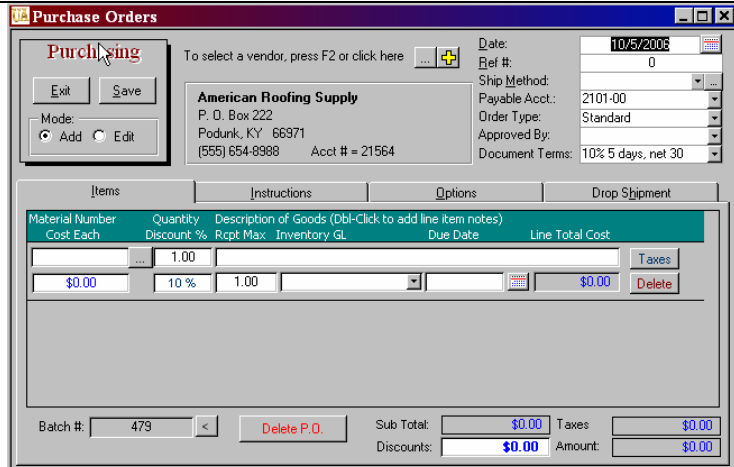 UA Purchase Orders
Purchasing
To select a vendor, press F2 or click here ...
Date: 10/5/2006
Ref #: 0
Ship Method: ...
Payable Acct.: 2101-00
Order Type: Standard
Approved By:
Document Terms: 10% 5 days, net 30
Exit Save
Mode:
Add Edit
American Roofing Supply
P. O. Box 222
Podunk, KY 66971
(555) 654-8988 Acct # = 21564
Items Instructions Options Drop Shipment
Material Number Quantity Description of Goods (Dbl-Click to add line item notes)
Cost Each Discount % Rcpt Max Inventory GL Due Date Line Total Cost
... 1.00 Taxes
$0.00 10 % 1.00 $0.00 Delete
Batch #: 479 < Delete P.O. Sub Total: $0.00 Taxes $0.00
Discounts: $0.00 Amount: $0.00